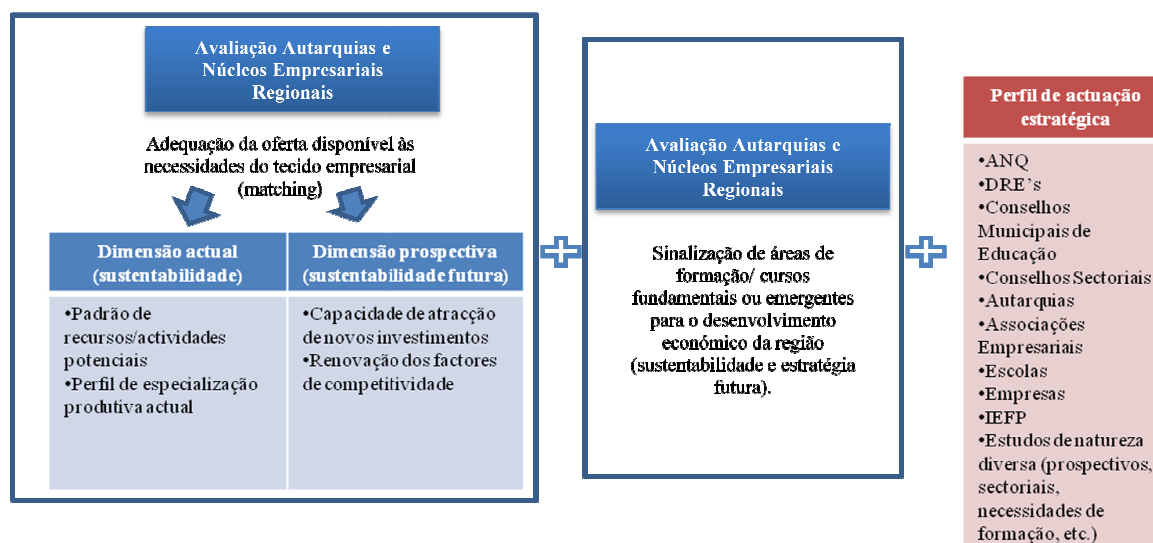 Avaliação Autarquias e
Núcleos Empresariais
Regionais
Adequação da oferta disponível às
necessidades do tecido empresarial
(matching)
Dimensão actual
(sustentabilidade)
•Padrão de
recursos/actividades
potenciais
•Perfil de especialização
produtiva actual
Dimensão prospectiva
(sustentabilidade futura)
•Capacidade de atracção
de novos investimentos
•Renovação dos factores
de competitividade
Avaliação Autarquias e
Núcleos Empresariais
Regionais
Sinalização de áreas de
formação/ cursos
fundamentais ou emergentes
para o desenvolvimento
económico da região
(sustentabilidade e estratégia
futura).
Perfil de actuação
estratégica
•ANQ
•DRE’s
•Conselhos
Municipais de
Educação
•Conselhos Sectoriais
•Autarquias
•Associações
Empresariais
•Escolas
•Empresas
•IEFP
•Estudos de natureza
diversa (prospectivos,
sectoriais,
necessidades de
formação, etc.)